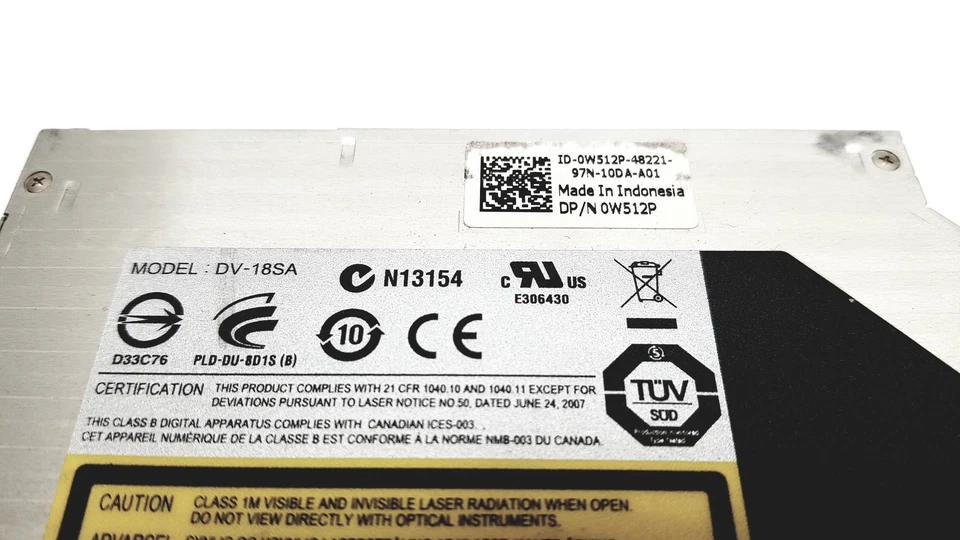 ID-0W512P-48221-
97N-10DA-A01
Made In Indonesia
DP/N 0W512P
MODEL : DV-18SA
N13154
c RU US
E306430
D33C76
PLD-DU-8D1S (B)
10
CE
TÜV
SÜD
CERTIFICATION THIS PRODUCT COMPLIES WITH 21 CFR 1040.10 AND 1040.11 EXCEPT FOR
DEVIATIONS PURSUANT TO LASER NOTICE NO 50, DATED JUNE 24, 2007
THIS CLASS B DIGITAL APPARATUS COMPLIES WITH CANADIAN ICES-003.
CET APPAREIL NUMÉRIQUE DE LA CLASSE B EST CONFORME À LA NORME NMB-003 DU CANADA.
CAUTION CLASS 1M VISIBLE AND INVISIBLE LASER RADIATION WHEN OPEN.
DO NOT VIEW DIRECTLY WITH OPTICAL INSTRUMENTS.